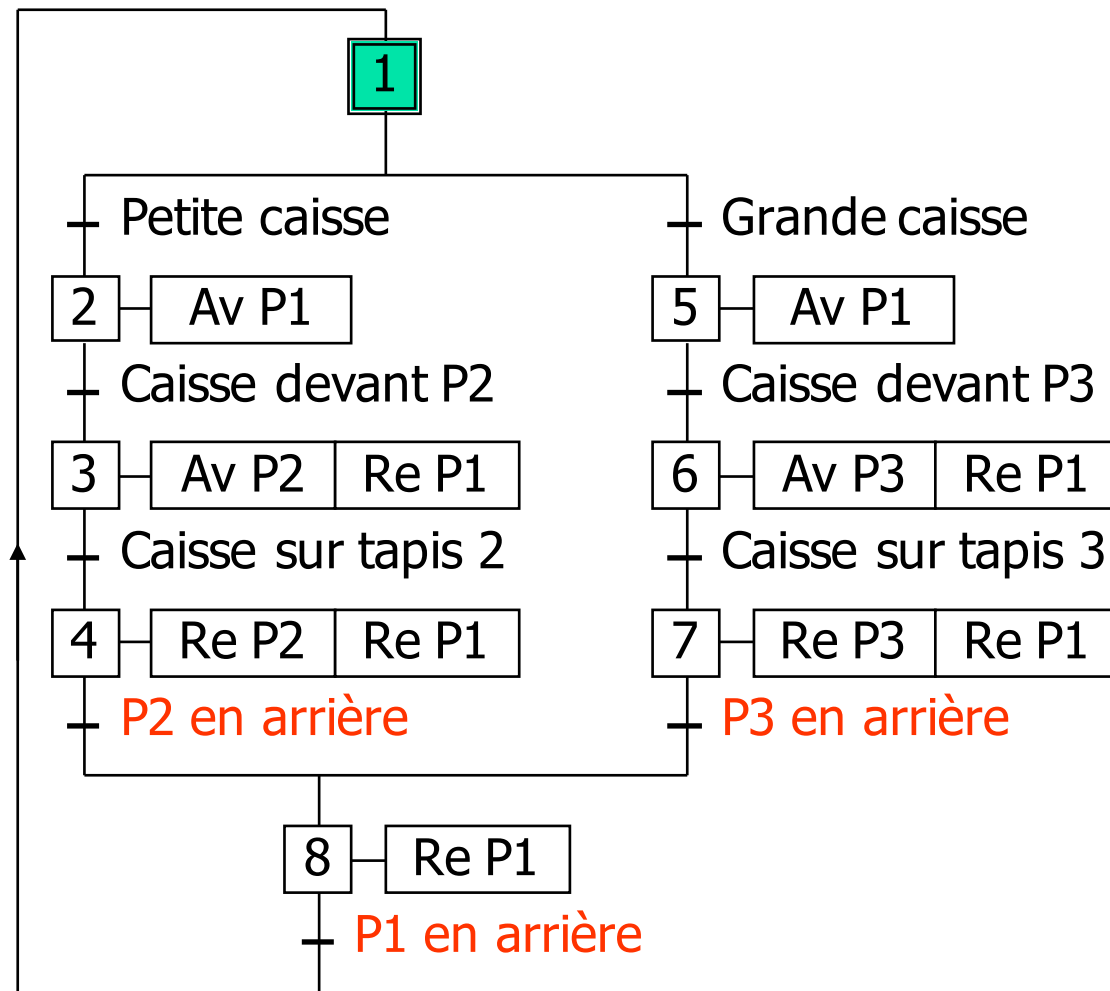 1
Petite caisse
Grande caisse
2 Av P1
5 Av P1
Caisse devant P2
Caisse devant P3
3 Av P2 Re P1
6 Av P3 Re P1
Caisse sur tapis 2
Caisse sur tapis 3
4 Re P2 Re P1
7 Re P3 Re P1
P2 en arrière
P3 en arrière
8 Re P1
P1 en arrière